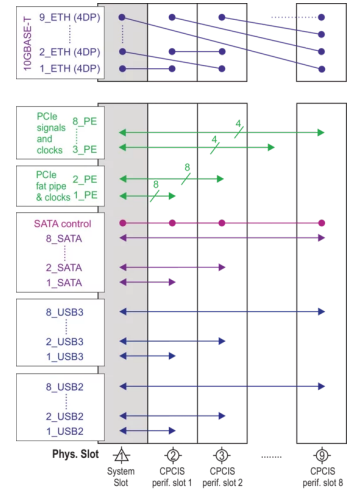 10GBASE-T
9_ETH (4DP)
2_ETH (4DP)
1_ETH (4DP)
PCIe
signals
and
clocks
8_PE
3_PE
4
4
PCIe
fat pipe
& clocks
2_PE
1_PE
8
8
SATA control
8_SATA
2_SATA
1_SATA
8_USB3
2_USB3
1_USB3
8_USB2
2_USB2
1_USB2
Phys. Slot
1
2
3
........
9
System
Slot
CPCIS
perif. slot 1
CPCIS
perif. slot 2
CPCIS
perif. slot 8